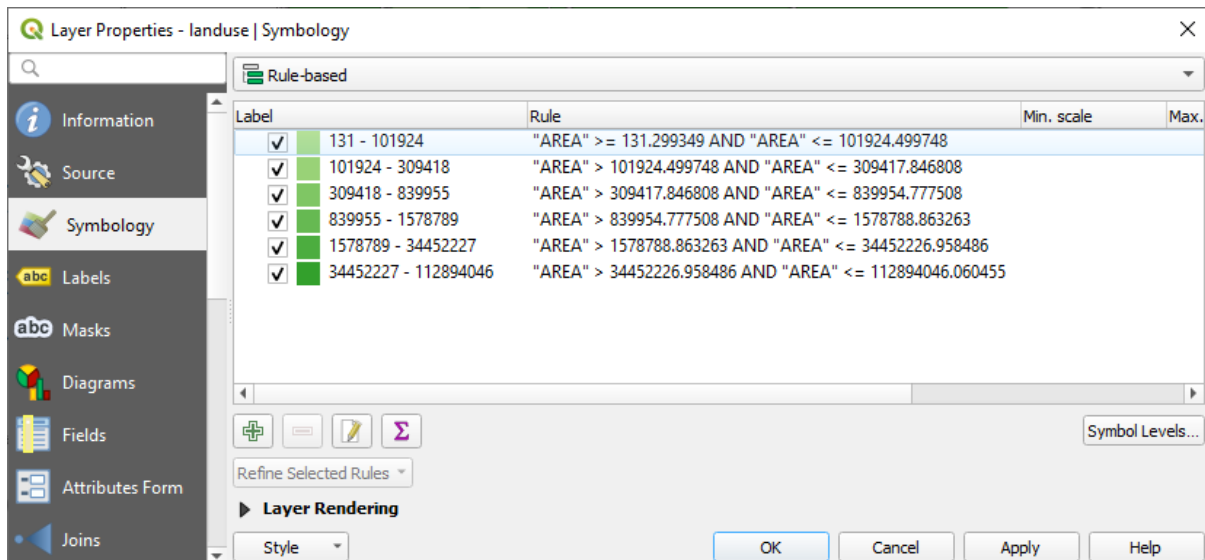 Layer Properties - landuse | Symbology
Rule-based
Information
Source
Symbology
abc Labels
abc Masks
Diagrams
Fields
Attributes Form
Joins
Label Rule Min. scale Max.
131 - 101924 "AREA" >= 131.299349 AND "AREA" <= 101924.499748
101924 - 309418 "AREA" > 101924.499748 AND "AREA" <= 309417.846808
309418 - 839955 "AREA" > 309417.846808 AND "AREA" <= 839954.777508
839955 - 1578789 "AREA" > 839954.777508 AND "AREA" <= 1578788.863263
1578789 - 34452227 "AREA" > 1578788.863263 AND "AREA" <= 34452226.958486
34452227 - 112894046 "AREA" > 34452226.958486 AND "AREA" <= 112894046.060455
Symbol Levels...
Refine Selected Rules
Layer Rendering
Style OK Cancel Apply Help